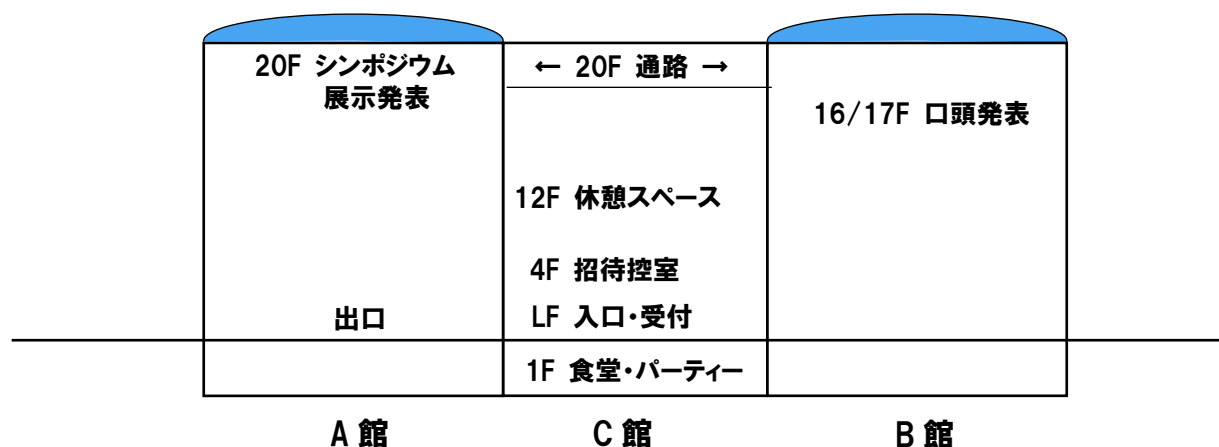 20F シンポジウム
展示発表
← 20F 通路 →
16/17F 口頭発表
12F 休憩スペース
4F 招待控室
出口
LF 入口・受付
1F 食堂・パーティー
A 館
C 館
B 館